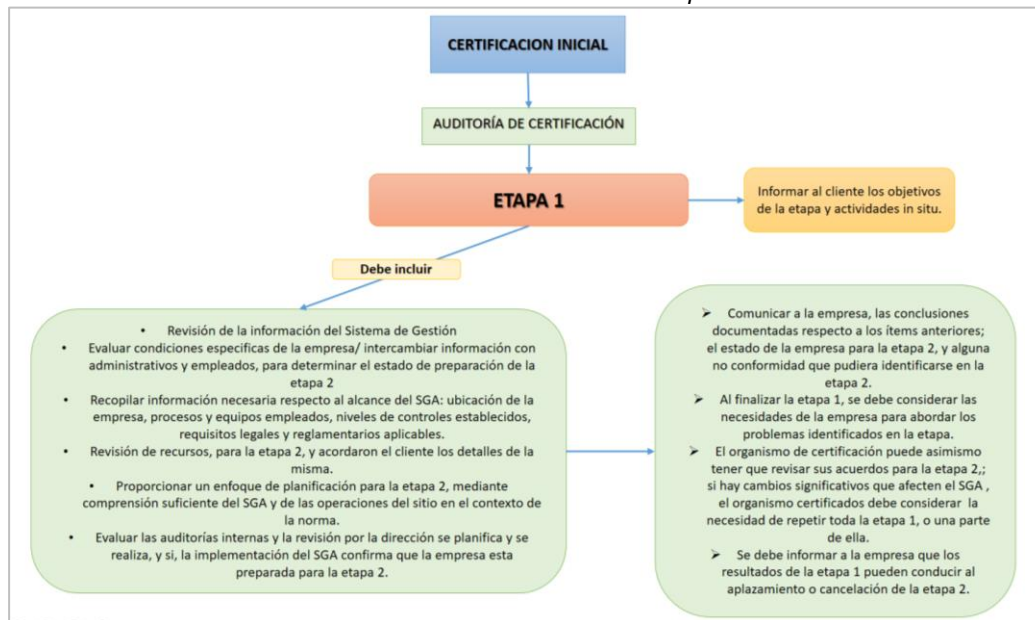 CERTIFICACION INICIAL
AUDITORÍA DE CERTIFICACIÓN
ETAPA 1
Informar al cliente los objetivos
de la etapa y actividades in situ.
Debe incluir
• Revisión de la información del Sistema de Gestión
• Evaluar condiciones especificas de la empresa/ intercambiar información con
administrativos y empleados, para determinar el estado de preparación de la
etapa 2
• Recopilar información necesaria respecto al alcance del SGA: ubicación de la
empresa, procesos y equipos empleados, niveles de controles establecidos,
requisitos legales y reglamentarios aplicables.
• Revisión de recursos, para la etapa 2, y acordaron el cliente los detalles de la
misma.
• Proporcionar un enfoque de planificación para la etapa 2, mediante
comprensión suficiente del SGA y de las operaciones del sitio en el contexto de
la norma.
• Evaluar las auditorías internas y la revisión por la dirección se planifica y se
realiza, y si, la implementación del SGA confirma que la empresa esta
preparada para la etapa 2.
➢ Comunicar a la empresa, las conclusiones
documentadas respecto a los ítems anteriores;
el estado de la empresa para la etapa 2, y alguna
no conformidad que pudiera identificarse en la
etapa 2.
➢ Al finalizar la etapa 1, se debe considerar las
necesidades de la empresa para abordar los
problemas identificados en la etapa.
➢ El organismo de certificación puede asimismo
tener que revisar sus acuerdos para la etapa 2,;
si hay cambios significativos que afecten el SGA ,
el organismo certificados debe considerar la
necesidad de repetir toda la etapa 1, o una parte
de ella.
➢ Se debe informar a la empresa que los
resultados de la etapa 1 pueden conducir al
aplazamiento o cancelación de la etapa 2.